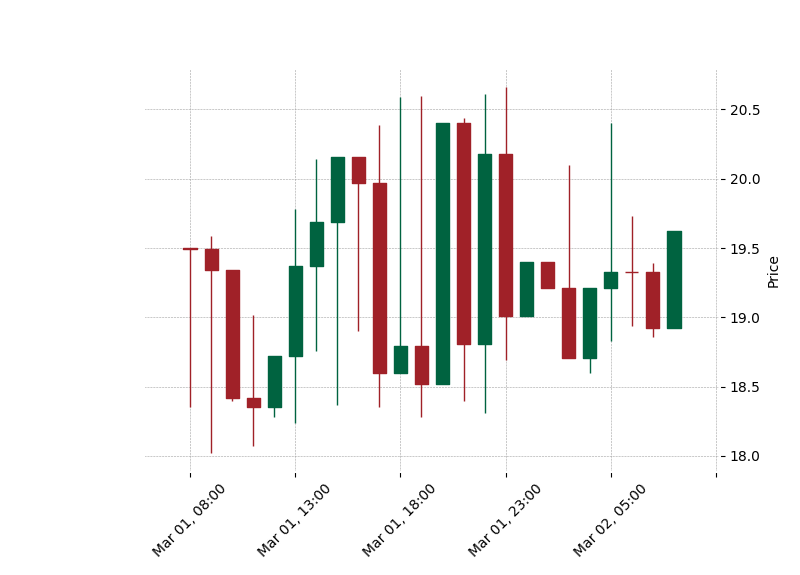 20.5
20.0
19.5
19.0
18.5
18.0
Price
Mar 01, 08:00
Mar 01, 13:00
Mar 01, 18:00
Mar 01, 23:00
Mar 02, 05:00